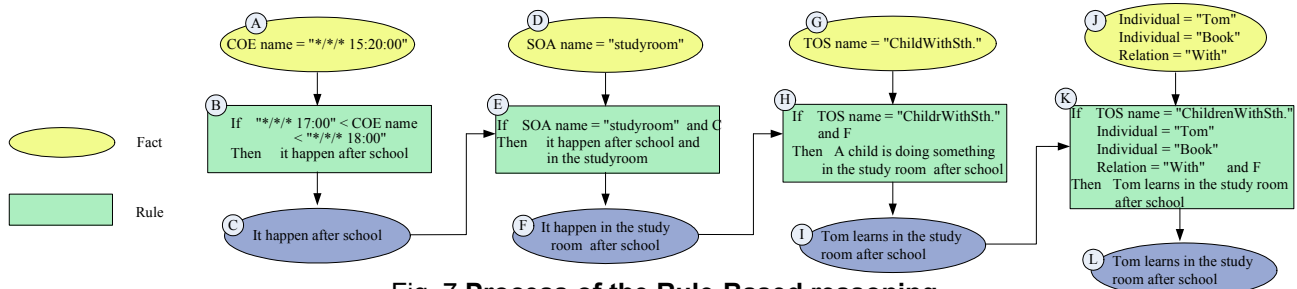 A
COE name = "*/*/* 15:20:00"
B
If "*/*/* 17:00" < COE name
< "*/*/* 18:00"
Then it happen after school
C
It happen after school
D
SOA name = "studyroom"
E
If SOA name = "studyroom" and C
Then it happen after school and
in the studyroom
F
It happen in the study
room after school
G
TOS name = "ChildWithSth."
H
If TOS name = "ChildrWithSth."
and F
Then A child is doing something
in the study room after school
I
Tom learns in the study
room after school
J
Individual = "Tom"
Individual = "Book"
Relation = "With"
K
If TOS name = "ChildrenWithSth."
Individual = "Tom"
Individual = "Book"
Relation = "With" and F
Then Tom learns in the study room
after school
L
Tom learns in the study
room after school
Fact
Rule
Fig. 7 Process of the Rule-Based reasoning